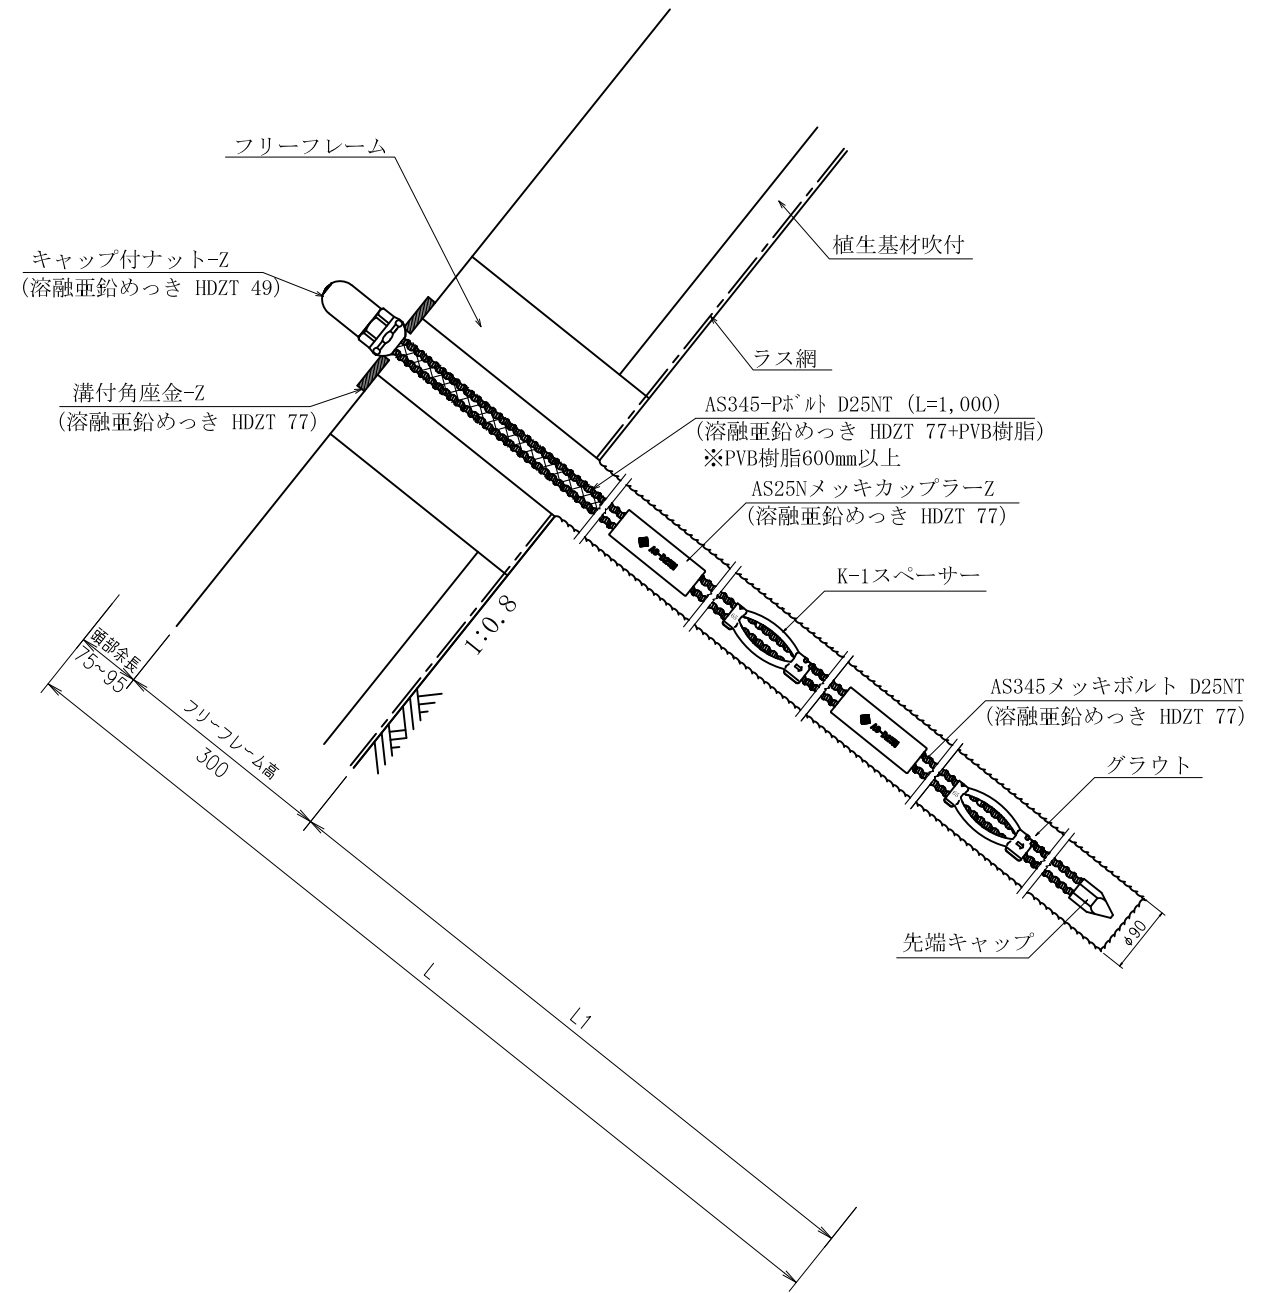 フリーフレーム
植生基材吹付
キャップ付ナット-Z
(溶融亜鉛めっき HDZT 49)
ラス網
溝付角座金-Z
(溶融亜鉛めっき HDZT 77)
AS345-Pﾎﾞﾙﾄ D25NT (L=1,000)
(溶融亜鉛めっき HDZT 77+PVB樹脂)
※PVB樹脂600mm以上
AS25NメッキカップラーZ
(溶融亜鉛めっき HDZT 77)
K-1スペーサー
1:0.8
頭部余長
75~95
AS345メッキボルト D25NT
(溶融亜鉛めっき HDZT 77)
フリーフレーム高
300
グラウト
先端キャップ
φ90
L
L1